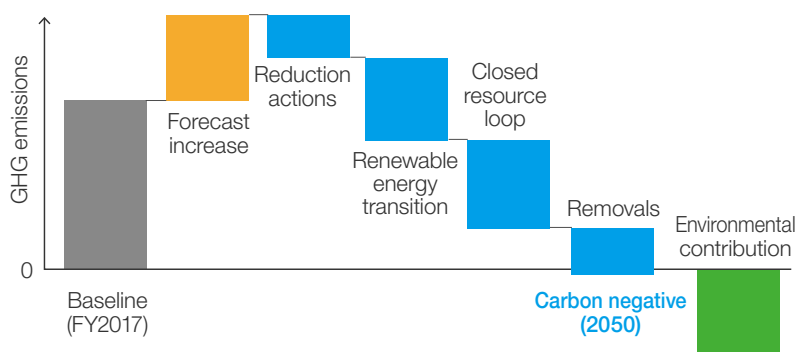 GHG emissions
0
Baseline
(FY2017)
Forecast
increase
Reduction
actions
Renewable
energy
transition
Closed
resource
loop
Removals
Carbon negative
(2050)
Environmental
contribution